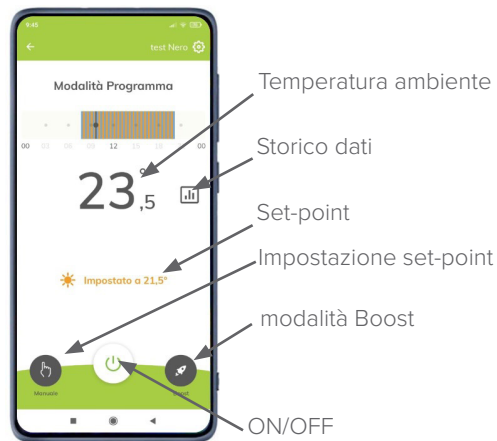 9:45
test Nero
Modalità Programma
00 03 06 09 12 15 18 00
Temperatura ambiente
23,5°
Storico dati
Set-point
Impostato a 21,5°
Impostazione set-point
modalità Boost
Manuale
Boost
ON/OFF